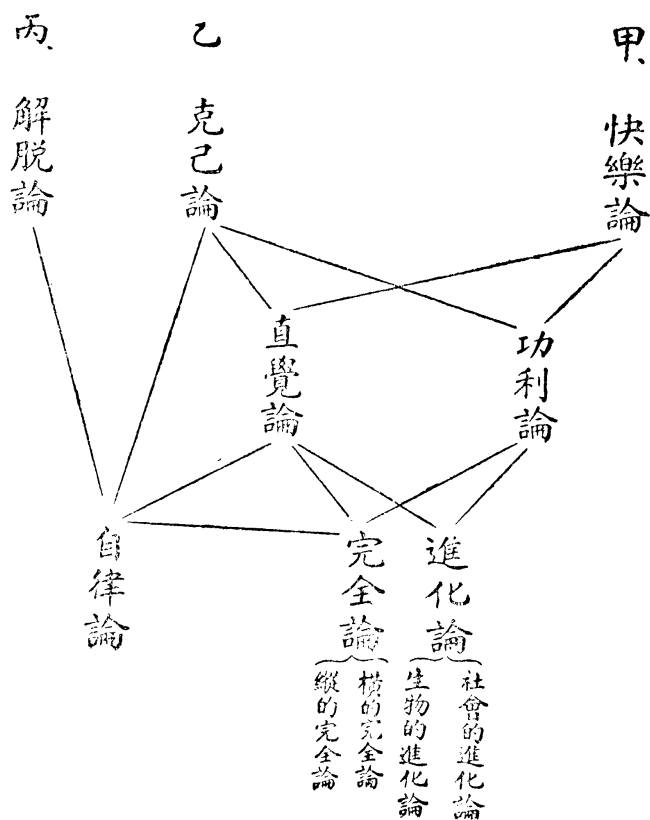 甲、快樂論
乙 克己論
丙、解脱論
功利論
直覺論
進化論
完全論
自律論
社會的進化論
生物的進化論
橫的完全論
縱的完全論